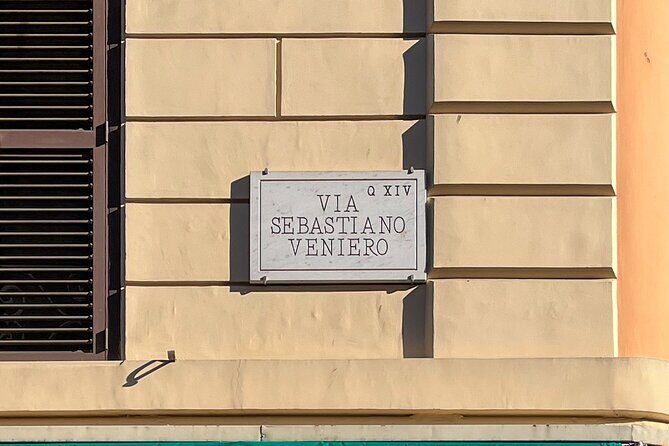 Q XIV
VIA
SEBASTIANO
VENIERO